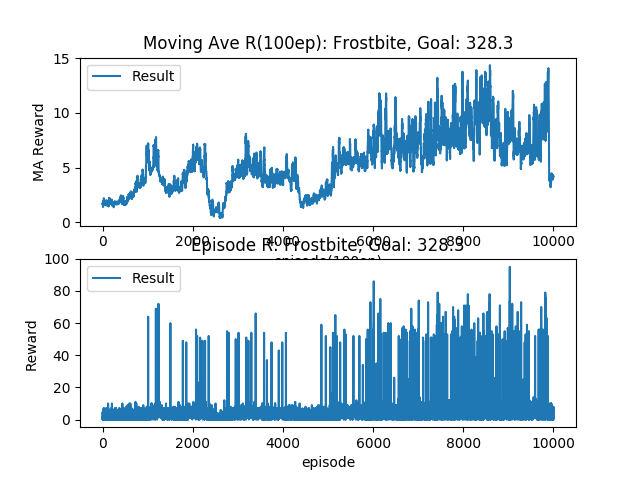 Moving Ave R(100ep): Frostbite, Goal: 328.3
15
Result
10
MA Reward
5
0
0 2000 4000 6000 8000 10000
episode(100ep)
Episode R: Frostbite, Goal: 328.3
100
Result
80
60
Reward
40
20
0
0 2000 4000 6000 8000 10000
episode